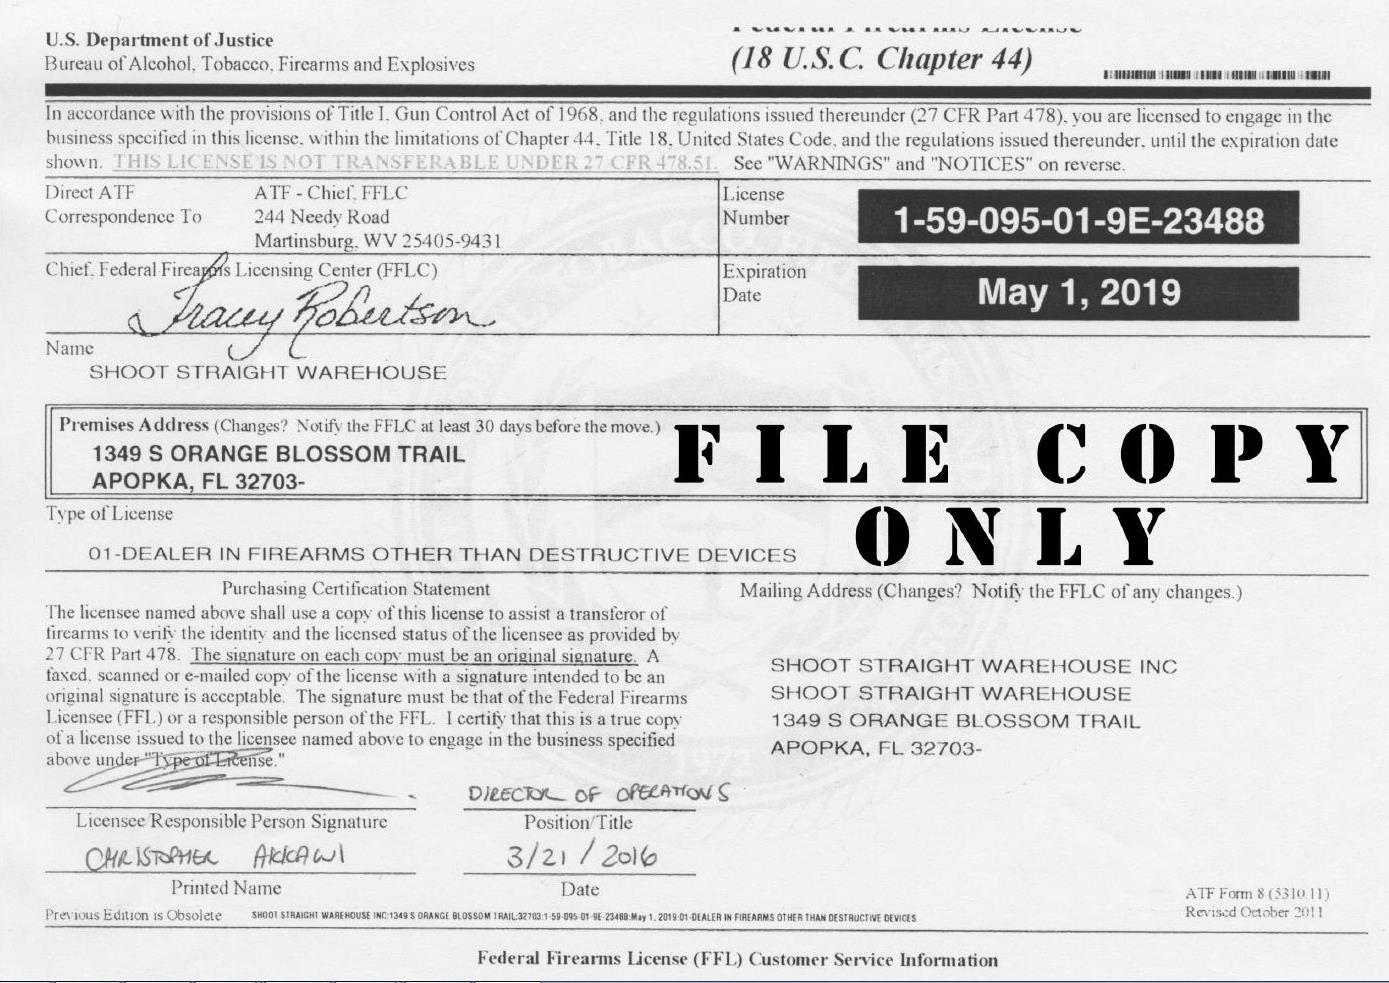 U.S. Department of Justice
Bureau of Alcohol, Tobacco, Firearms and Explosives
Federal Firearms License
(18 U.S.C. Chapter 44)
In accordance with the provisions of Title I, Gun Control Act of 1968, and the regulations issued thereunder (27 CFR Part 478), you are licensed to engage in the
business specified in this license, within the limitations of Chapter 44, Title 18, United States Code, and the regulations issued thereunder, until the expiration date
shown. THIS LICENSE IS NOT TRANSFERABLE UNDER 27 CFR 478.51. See "WARNINGS" and "NOTICES" on reverse.
Direct ATF
Correspondence To
ATF - Chief, FFLC
244 Needy Road
Martinsburg, WV 25405-9431
License
Number
1-59-095-01-9E-23488
Chief, Federal Firearms Licensing Center (FFLC)
Tracey Robertson
Expiration
Date
May 1, 2019
Name
SHOOT STRAIGHT WAREHOUSE
Premises Address (Changes? Notify the FFLC at least 30 days before the move.)
1349 S ORANGE BLOSSOM TRAIL
APOPKA, FL 32703-
FILE COPY
ONLY
Type of License
01-DEALER IN FIREARMS OTHER THAN DESTRUCTIVE DEVICES
Purchasing Certification Statement
The licensee named above shall use a copy of this license to assist a transferor of
firearms to verify the identity and the licensed status of the licensee as provided by
27 CFR Part 478. The signature on each copy must be an original signature. A
faxed, scanned or e-mailed copy of the license with a signature intended to be an
original signature is acceptable. The signature must be that of the Federal Firearms
Licensee (FFL) or a responsible person of the FFL. I certify that this is a true copy
of a license issued to the licensee named above to engage in the business specified
above under "Type of License."
Mailing Address (Changes? Notify the FFLC of any changes.)
SHOOT STRAIGHT WAREHOUSE INC
SHOOT STRAIGHT WAREHOUSE
1349 S ORANGE BLOSSOM TRAIL
APOPKA, FL 32703-
DIRECTOR OF OPERATIONS
Licensee/Responsible Person Signature
Position/Title
CHRISTOPHER AKKAWI
3/21/2016
Printed Name
Date
ATF Form 8 (5310.11)
Revised October 2011
Previous Edition is Obsolete
SHOOT STRAIGHT WAREHOUSE INC:1349 S ORANGE BLOSSOM TRAIL:32703:1-59-095-01-9E-23488:May 1, 2019:01-DEALER IN FIREARMS OTHER THAN DESTRUCTIVE DEVICES
Federal Firearms License (FFL) Customer Service Information
1972